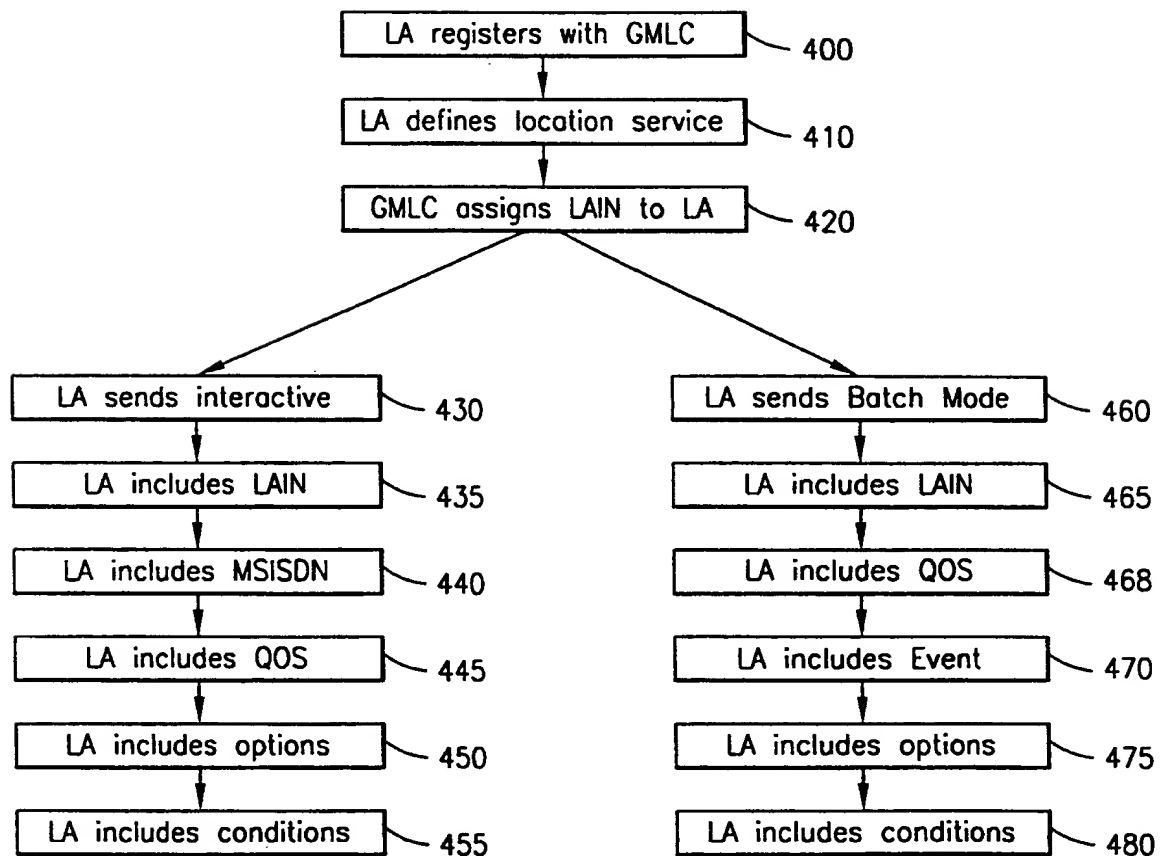 LA registers with GMLC 400
LA defines location service 410
GMLC assigns LAIN to LA 420
LA sends interactive 430
LA includes LAIN 435
LA includes MSISDN 440
LA includes QOS 445
LA includes options 450
LA includes conditions 455
LA sends Batch Mode 460
LA includes LAIN 465
LA includes QOS 468
LA includes Event 470
LA includes options 475
LA includes conditions 480